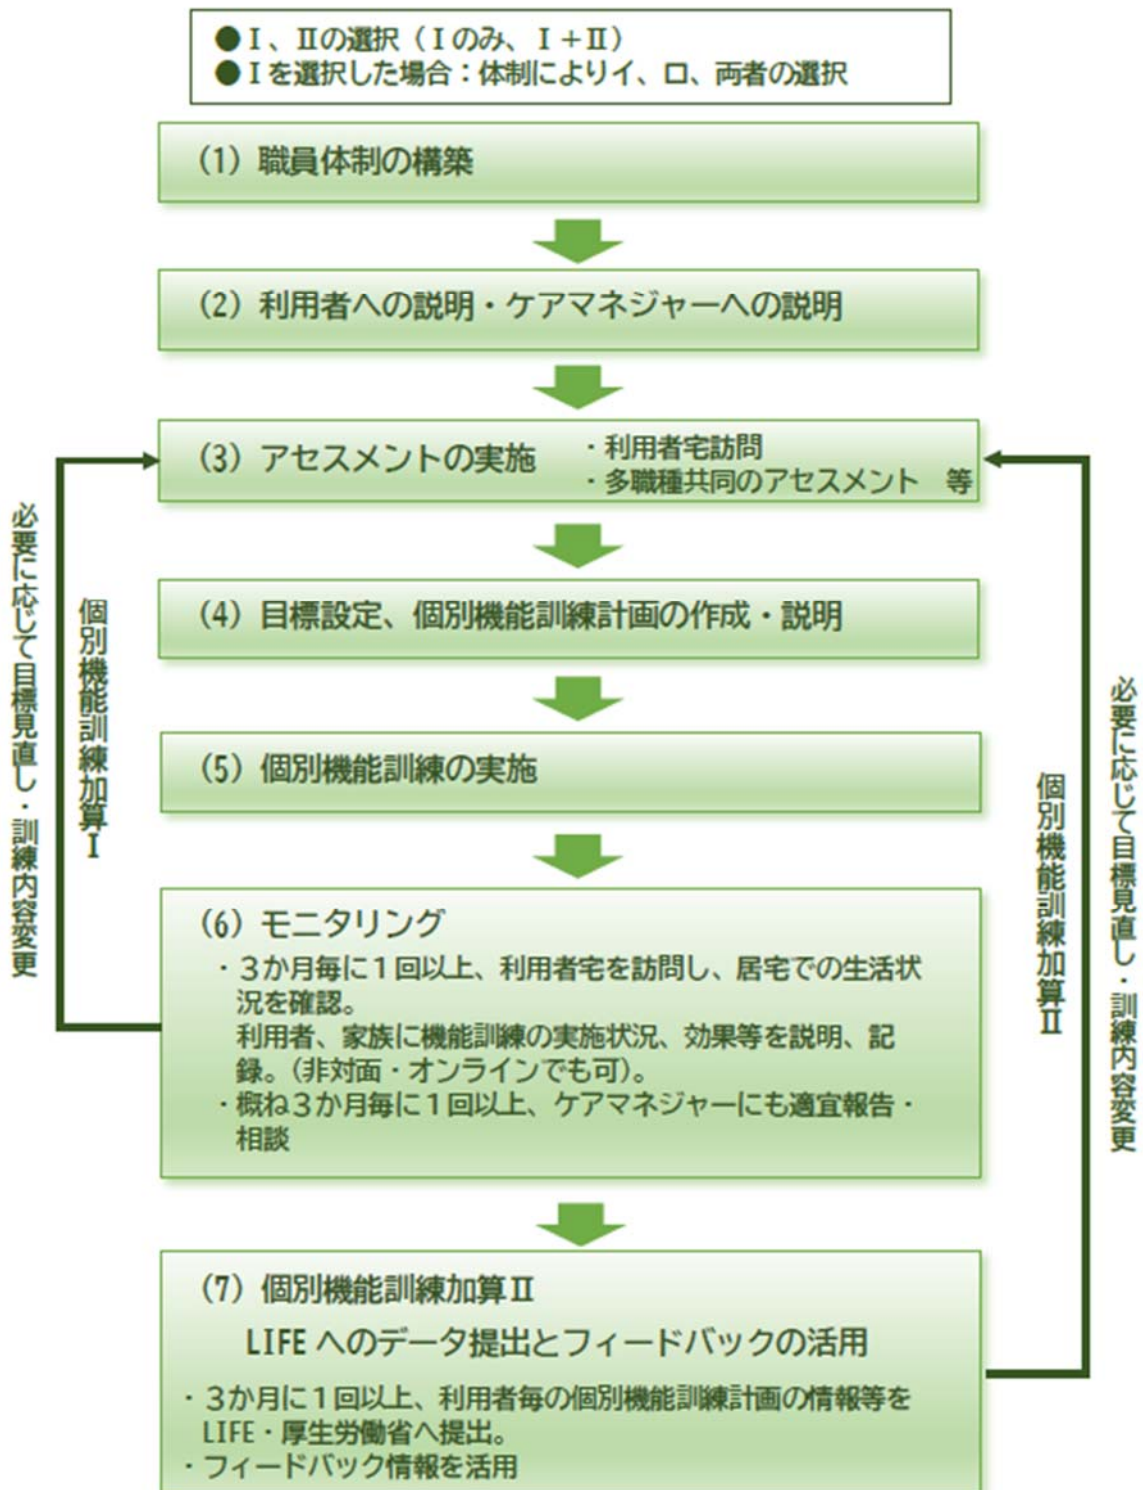 ●Ⅰ、Ⅱの選択（Ⅰのみ、Ⅰ＋Ⅱ）
●Ⅰを選択した場合：体制によりイ、ロ、両者の選択
（1）職員体制の構築
（2）利用者への説明・ケアマネジャーへの説明
（3）アセスメントの実施
・利用者宅訪問
・多職種共同のアセスメント　等
（4）目標設定、個別機能訓練計画の作成・説明
（5）個別機能訓練の実施
（6）モニタリング
・３か月毎に１回以上、利用者宅を訪問し、居宅での生活状
況を確認。
利用者、家族に機能訓練の実施状況、効果等を説明、記
録。（非対面・オンラインでも可）。
・概ね３か月毎に１回以上、ケアマネジャーにも適宜報告・
相談
（7）個別機能訓練加算Ⅱ
LIFE へのデータ提出とフィードバックの活用
・３か月に１回以上、利用者毎の個別機能訓練計画の情報等を
LIFE・厚生労働省へ提出。
・フィードバック情報を活用
必要に応じて目標見直し・訓練内容変更
個別機能訓練加算Ⅰ
個別機能訓練加算Ⅱ
必要に応じて目標見直し・訓練内容変更